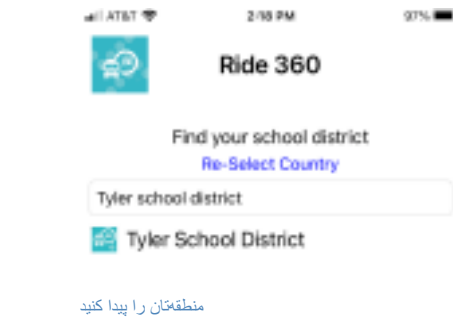 AT&T 2:18 PM 97%
Ride 360
Find your school district
Re-Select Country
Tyler school district
Tyler School District
منطقه‌تان را پیدا کنید